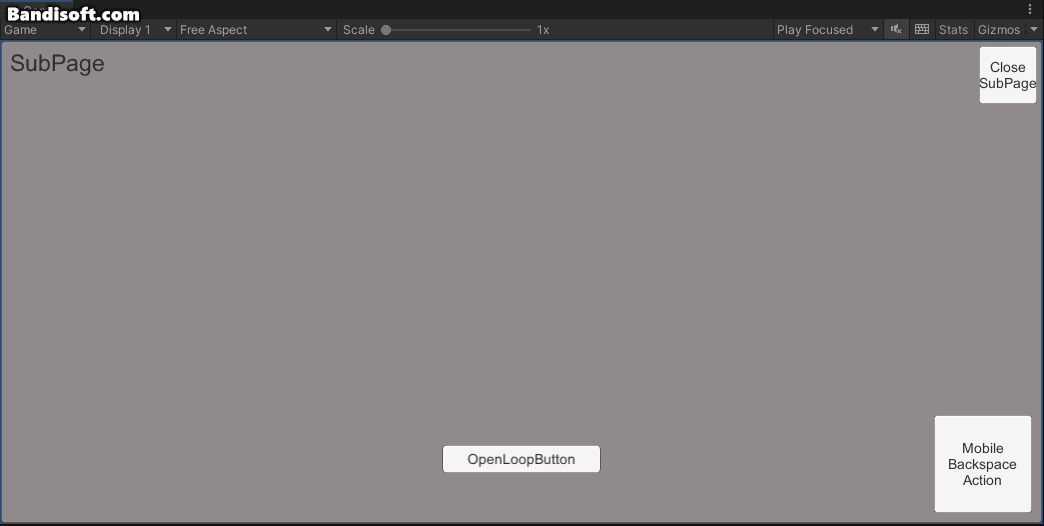 Bandisoft.com
Game Display 1 Free Aspect Scale 1x Play Focused Stats Gizmos
SubPage
Close
SubPage
OpenLoopButton
Mobile
Backspace
Action